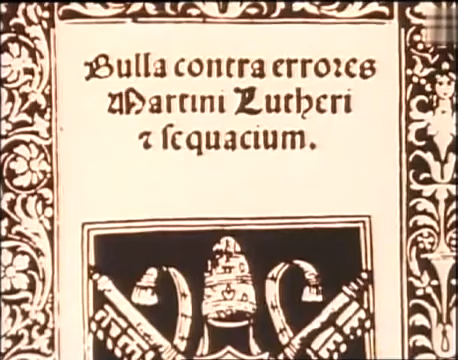 Bulla contra errores
Martini Lutheri
⁊ sequacium.